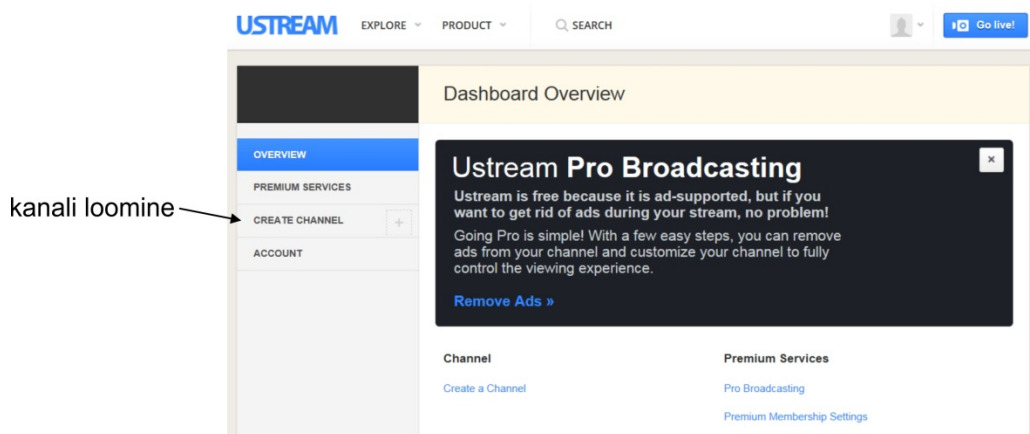 USTREAM EXPLORE PRODUCT SEARCH Go live!
Dashboard Overview
OVERVIEW
PREMIUM SERVICES
kanali loomine
CREATE CHANNEL +
ACCOUNT
Ustream Pro Broadcasting
Ustream is free because it is ad-supported, but if you
want to get rid of ads during your stream, no problem!
Going Pro is simple! With a few easy steps, you can remove
ads from your channel and customize your channel to fully
control the viewing experience.
Remove Ads »
Channel
Create a Channel
Premium Services
Pro Broadcasting
Premium Membership Settings